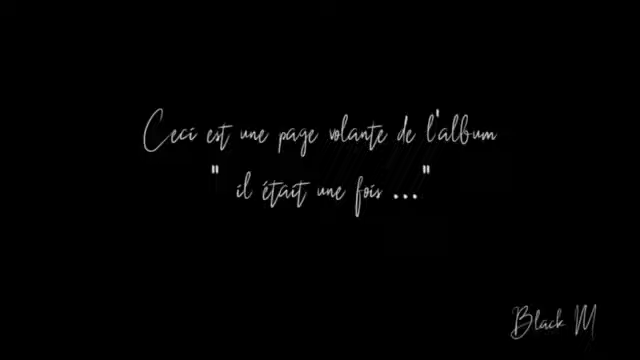 Ceci est une page volante de l'album
" il était une fois ..."
Black M